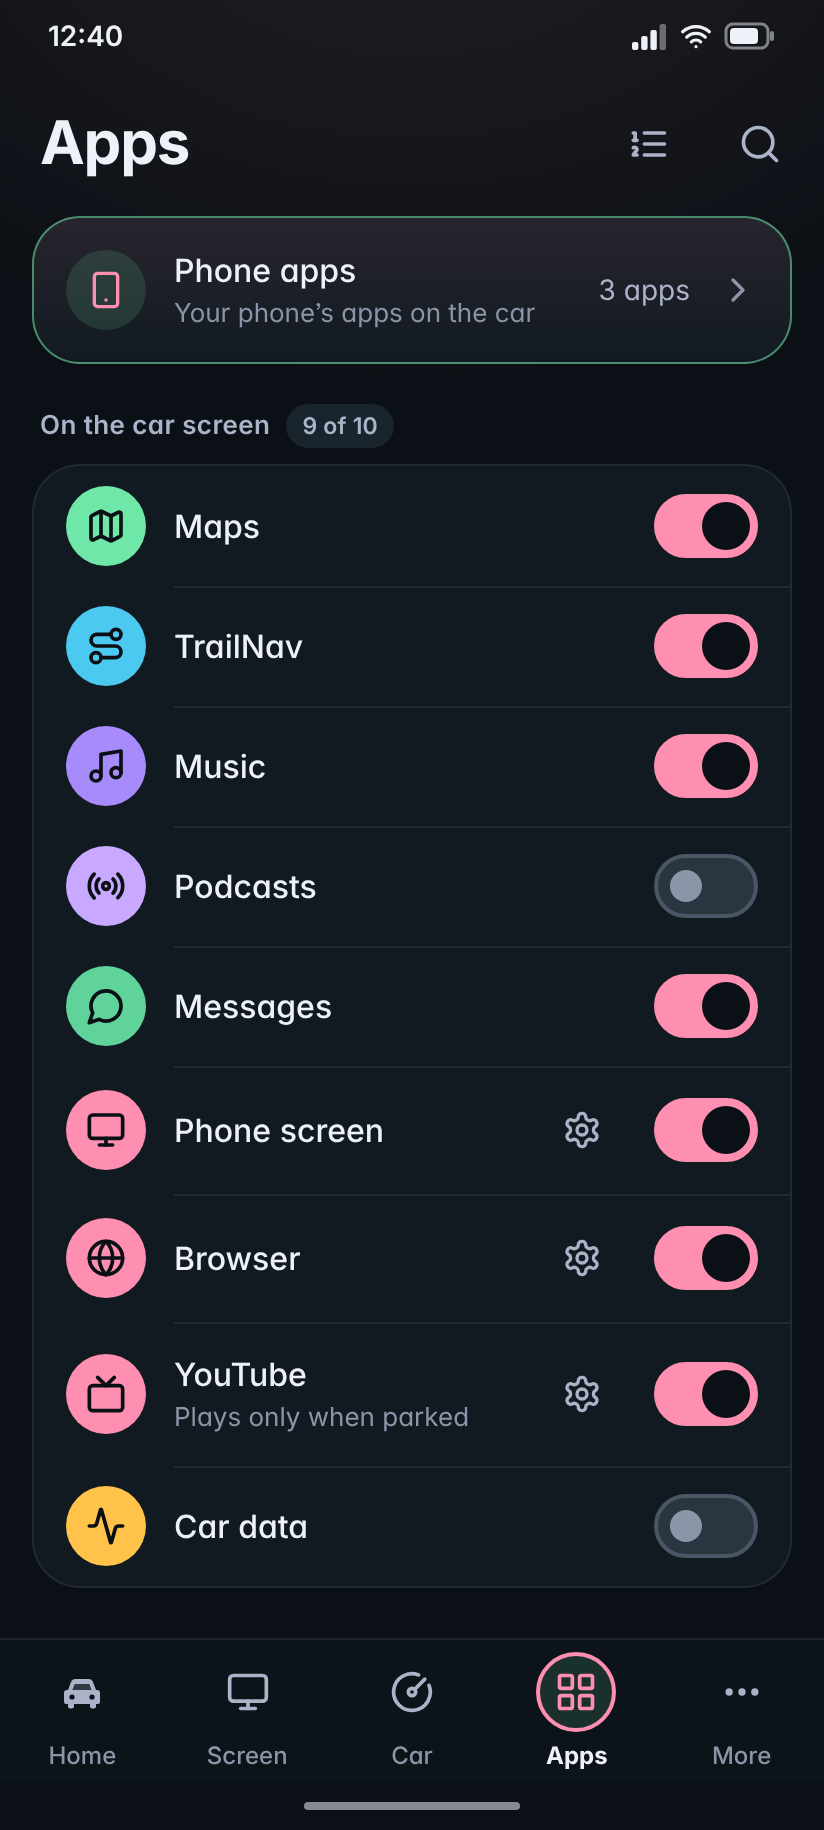 12:40
Apps
Phone apps
Your phone’s apps on the car
3 apps
On the car screen
9 of 10
Maps
TrailNav
Music
Podcasts
Messages
Phone screen
Browser
YouTube
Plays only when parked
Car data
Home
Screen
Car
Apps
More